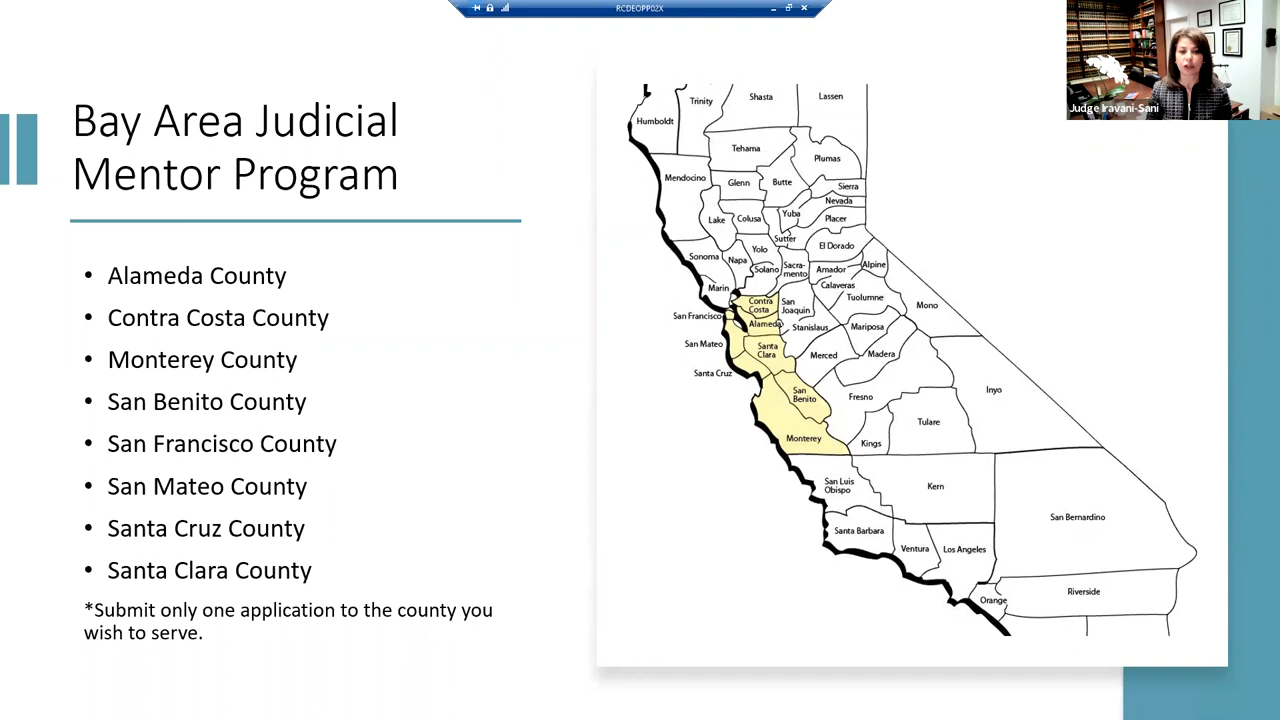 RCDEOPP02X
Judge Iravani-Sani
Bay Area Judicial
Mentor Program
• Alameda County
• Contra Costa County
• Monterey County
• San Benito County
• San Francisco County
• San Mateo County
• Santa Cruz County
• Santa Clara County
*Submit only one application to the county you
wish to serve.
Trinity
Shasta
Lassen
Humboldt
Tehama
Plumas
Mendocino
Glenn
Butte
Sierra
Nevada
Lake
Colusa
Yuba
Placer
Sutter
El Dorado
Sonoma
Napa
Yolo
Solano
Sacra-
mento
Amador
Alpine
Marin
Calaveras
Tuolumne
Mono
Contra
Costa
San
Joaquin
San Francisco
Alameda
Stanislaus
Mariposa
San Mateo
Santa
Clara
Merced
Madera
Santa Cruz
San
Benito
Fresno
Inyo
Monterey
Kings
Tulare
San Luis
Obispo
Kern
San Bernardino
Santa Barbara
Ventura
Los Angeles
Orange
Riverside